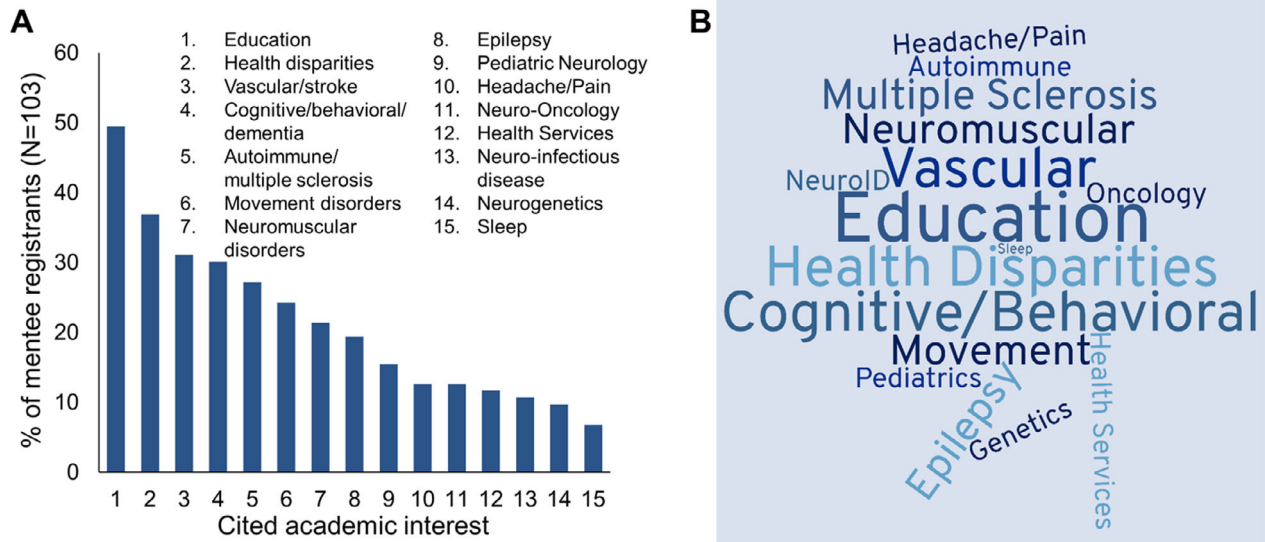 A
% of mentee registrants (N=103)
60
50
40
30
20
10
0
1. Education
2. Health disparities
3. Vascular/stroke
4. Cognitive/behavioral/
dementia
5. Autoimmune/
multiple sclerosis
6. Movement disorders
7. Neuromuscular
disorders
8. Epilepsy
9. Pediatric Neurology
10. Headache/Pain
11. Neuro-Oncology
12. Health Services
13. Neuro-infectious
disease
14. Neurogenetics
15. Sleep
1 2 3 4 5 6 7 8 9 10 11 12 13 14 15
Cited academic interest
B
Headache/Pain
Autoimmune
Multiple Sclerosis
Neuromuscular
Vascular
NeuroID
Oncology
Education
Sleep
Health Disparities
Cognitive/Behavioral
Movement
Health Services
Pediatrics
Epilepsy
Genetics